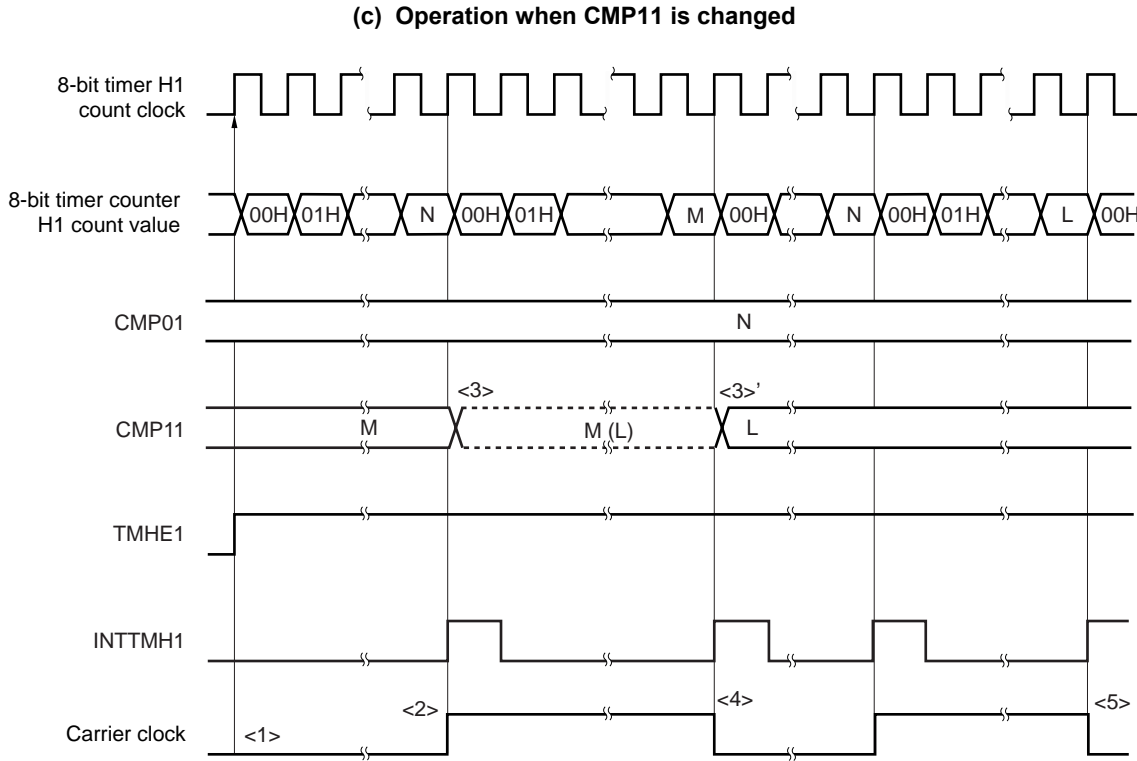 (c) Operation when CMP11 is changed
8-bit timer H1
count clock
8-bit timer counter
H1 count value
00H 01H N 00H 01H M 00H N 00H 01H L 00H
CMP01
N
<3> <3>’
CMP11
M M (L) L
TMHE1
INTTMH1
<2> <4> <5>
Carrier clock
<1>